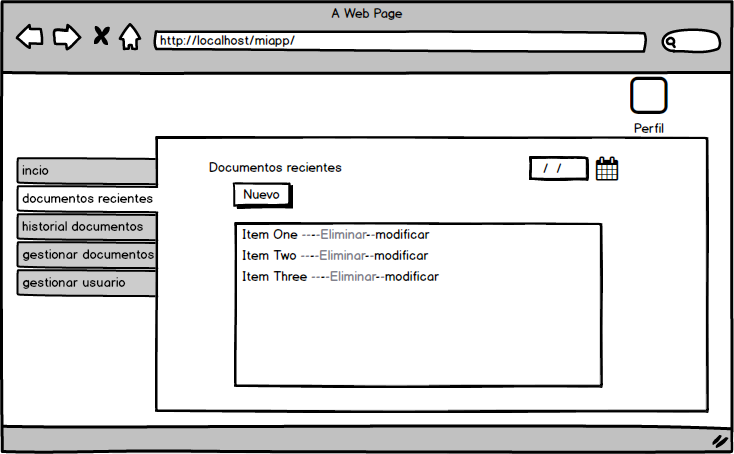 A Web Page
http://localhost/miapp/
Perfil
incio
documentos recientes
historial documentos
gestionar documentos
gestionar usuario
Documentos recientes
/ /
Nuevo
Item One -----Eliminar--modificar
Item Two -----Eliminar--modificar
Item Three -----Eliminar--modificar